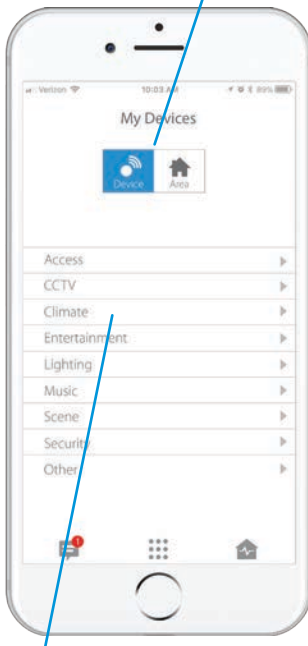 Verizon 10:03 AM 89%
My Devices
Device Area
Access
CCTV
Climate
Entertainment
Lighting
Music
Scene
Security
Other
1